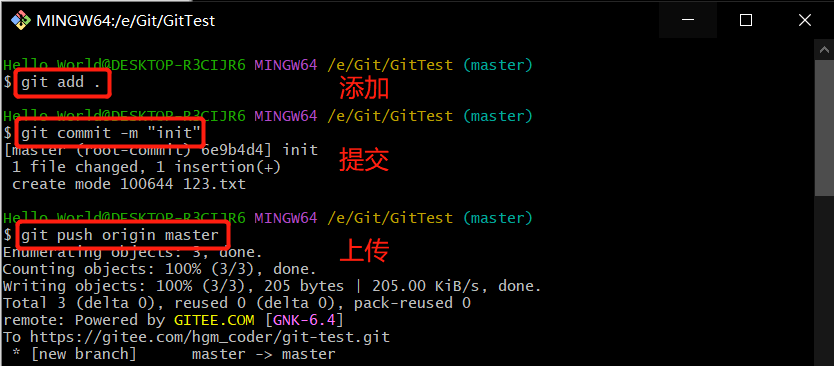 MINGW64:/e/Git/GitTest
Hello World@DESKTOP-R3CIJR6 MINGW64 /e/Git/GitTest (master)
$ git add .
添加
Hello World@DESKTOP-R3CIJR6 MINGW64 /e/Git/GitTest (master)
$ git commit -m "init"
[master (root-commit) 6e9b4d4] init
提交
1 file changed, 1 insertion(+)
create mode 100644 123.txt
Hello World@DESKTOP-R3CIJR6 MINGW64 /e/Git/GitTest (master)
$ git push origin master
上传
Enumerating objects: 3, done.
Counting objects: 100% (3/3), done.
Writing objects: 100% (3/3), 205 bytes | 205.00 KiB/s, done.
Total 3 (delta 0), reused 0 (delta 0), pack-reused 0
remote: Powered by GITEE.COM [GNK-6.4]
To https://gitee.com/hgm_coder/git-test.git
* [new branch]      master -> master